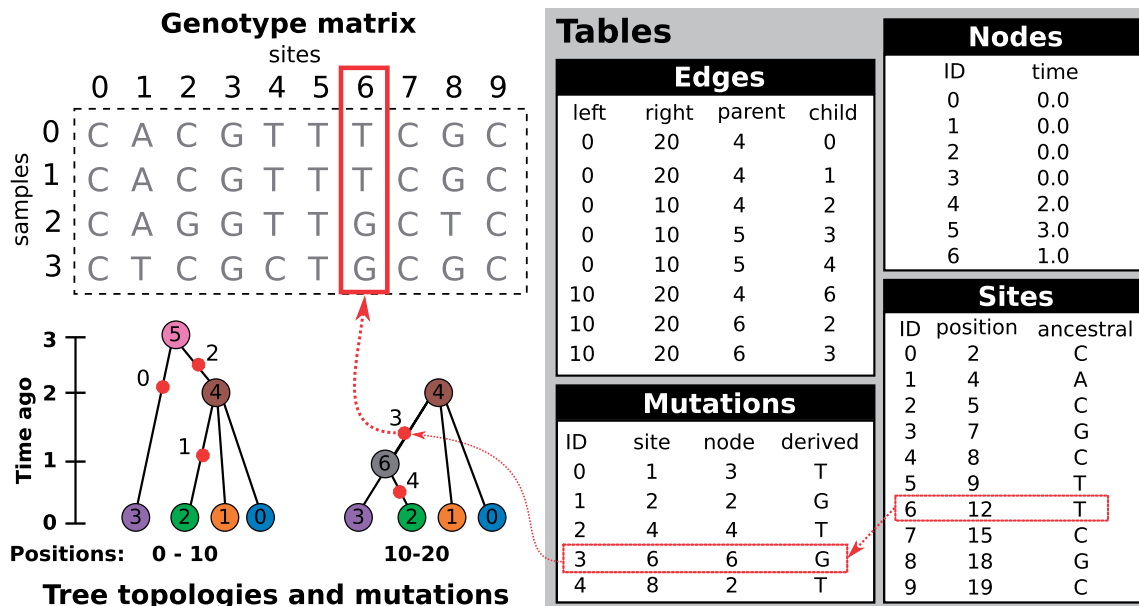 Genotype matrix
sites
0 1 2 3 4 5 6 7 8 9
samples
0 C A C G T T T C G C
1 C A C G T T T C G C
2 C A G G T T G C T C
3 C T C G C T G C G C
Time ago
3
2
1
0
5
2
0
4
1
3 2 1 0
4
3
6
4
3 2 1 0
Positions: 0 - 10 10-20
Tree topologies and mutations
Tables
Edges
left right parent child
0 20 4 0
0 20 4 1
0 10 4 2
0 10 5 3
0 10 5 4
10 20 4 6
10 20 6 2
10 20 6 3
Mutations
ID site node derived
0 1 3 T
1 2 2 G
2 4 4 T
3 6 6 G
4 8 2 T
Nodes
ID time
0 0.0
1 0.0
2 0.0
3 0.0
4 2.0
5 3.0
6 1.0
Sites
ID position ancestral
0 2 C
1 4 A
2 5 C
3 7 G
4 8 C
5 9 T
6 12 T
7 15 C
8 18 G
9 19 C